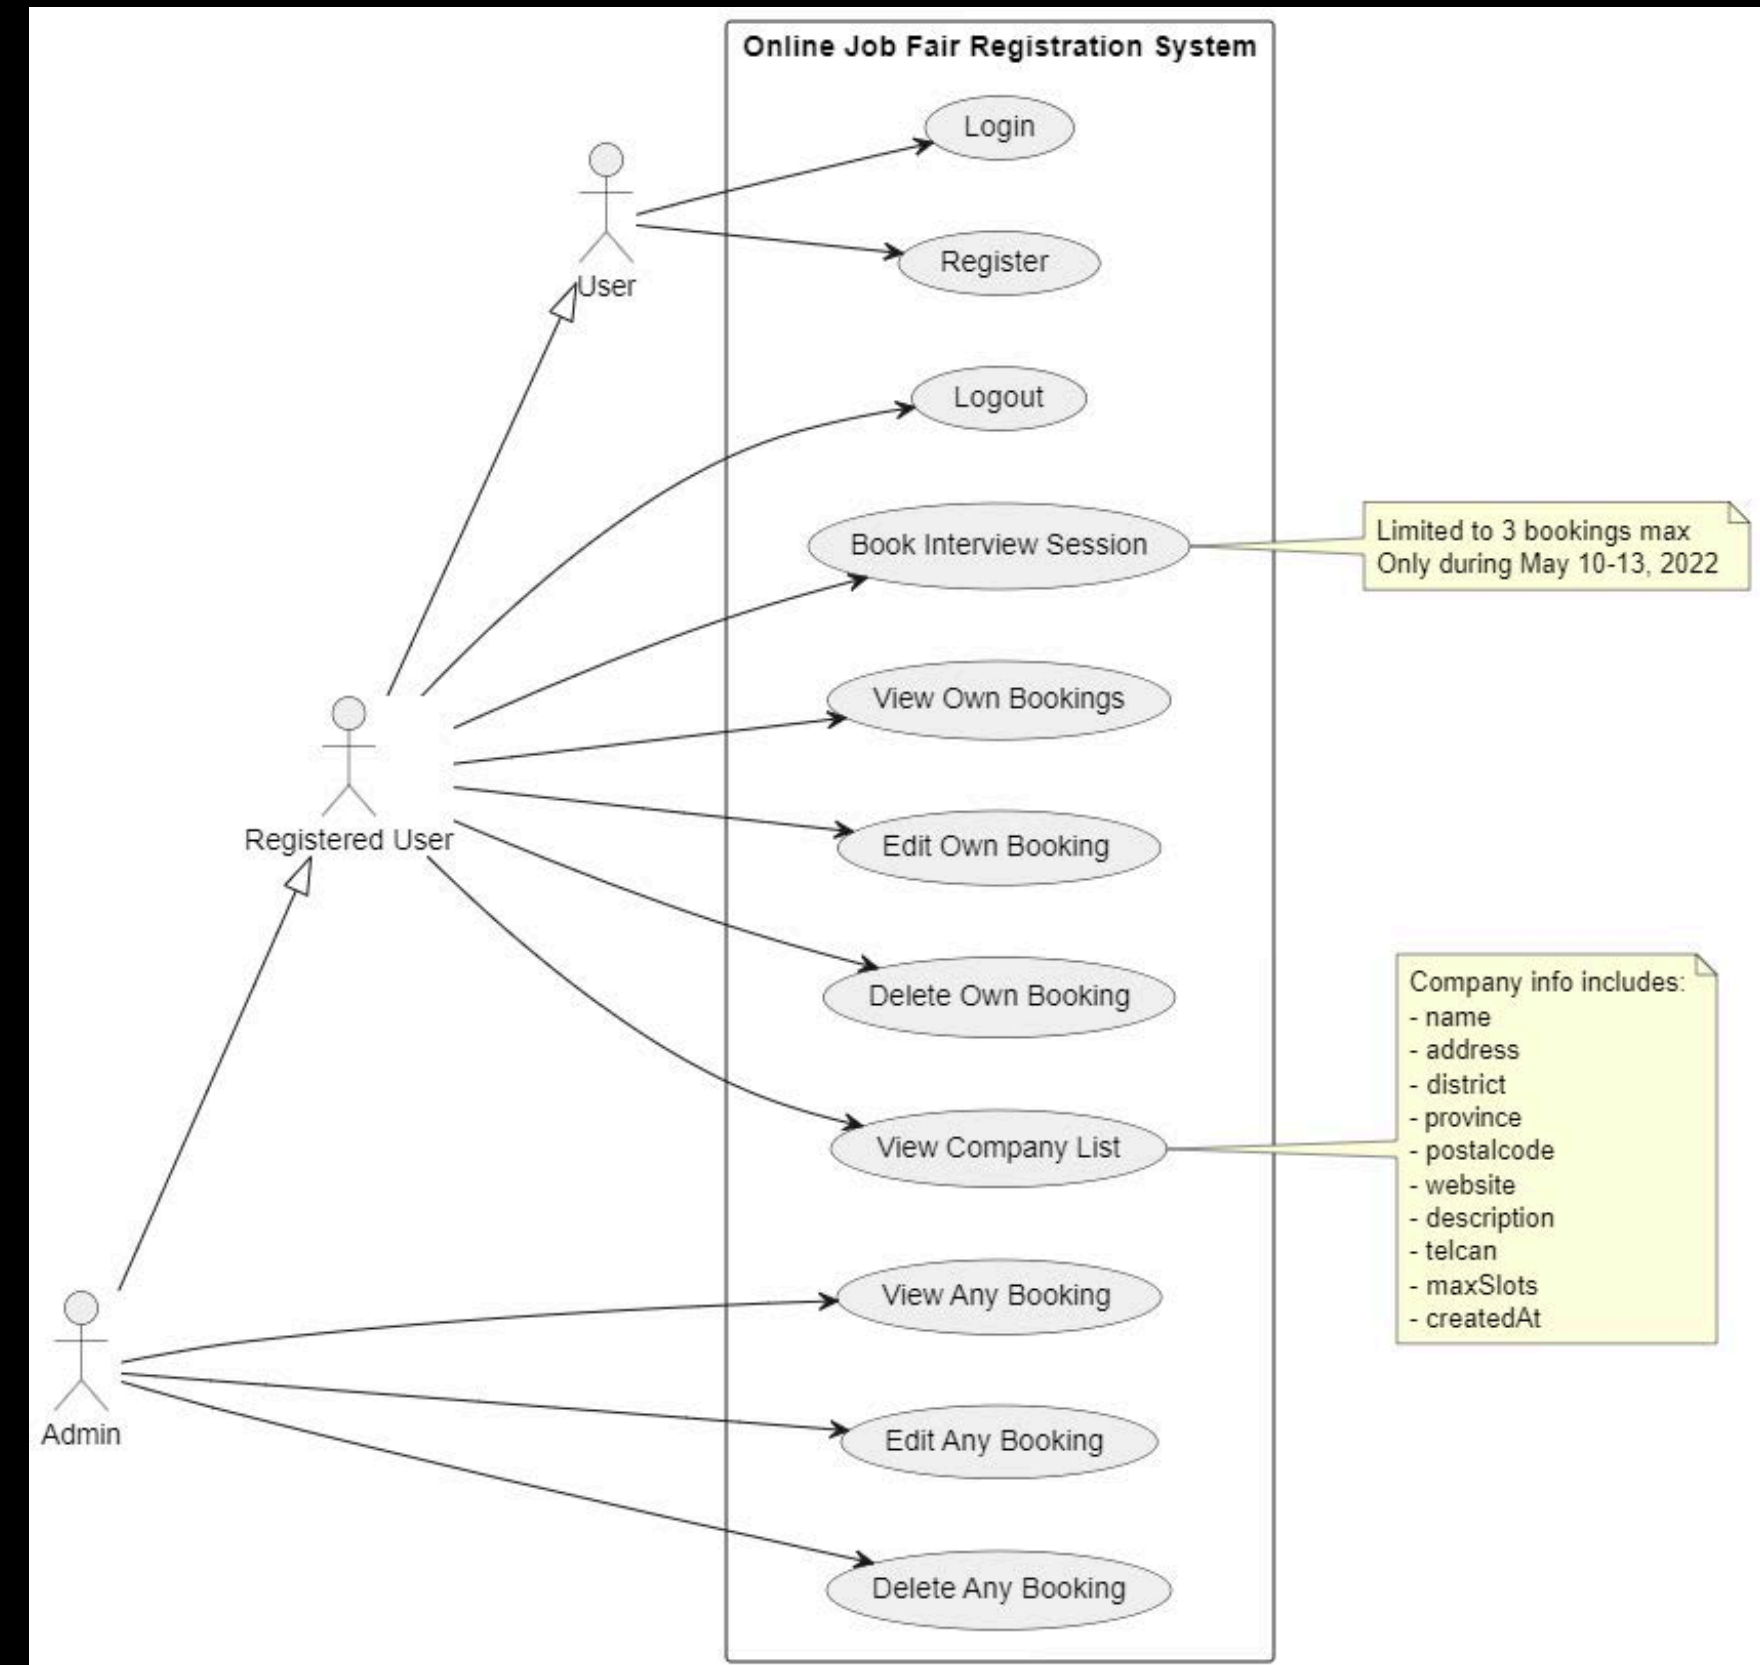 Online Job Fair Registration System
Login
User
Register
Logout
Book Interview Session
Limited to 3 bookings max
Only during May 10-13, 2022
View Own Bookings
Registered User
Edit Own Booking
Delete Own Booking
View Company List
Company info includes:
- name
- address
- district
- province
- postalcode
- website
- description
- telcan
- maxSlots
- createdAt
View Any Booking
Admin
Edit Any Booking
Delete Any Booking